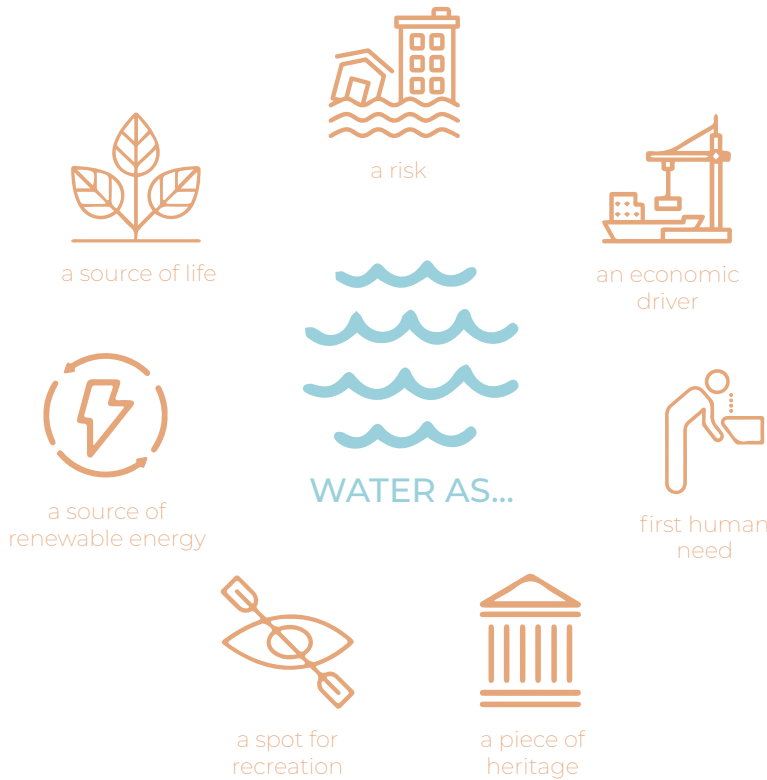 a risk
a source of life
an economic
driver
WATER AS...
a source of
renewable energy
first human
need
a spot for
recreation
a piece of
heritage